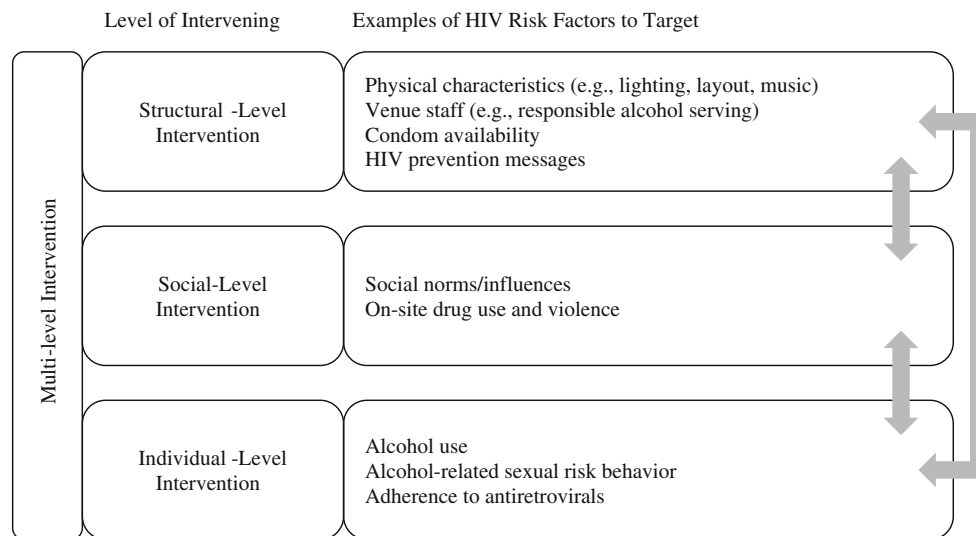 Level of Intervening
Examples of HIV Risk Factors to Target
Multi-level Intervention
Structural -Level
Intervention
Physical characteristics (e.g., lighting, layout, music)
Venue staff (e.g., responsible alcohol serving)
Condom availability
HIV prevention messages
Social-Level
Intervention
Social norms/influences
On-site drug use and violence
Individual -Level
Intervention
Alcohol use
Alcohol-related sexual risk behavior
Adherence to antiretrovirals